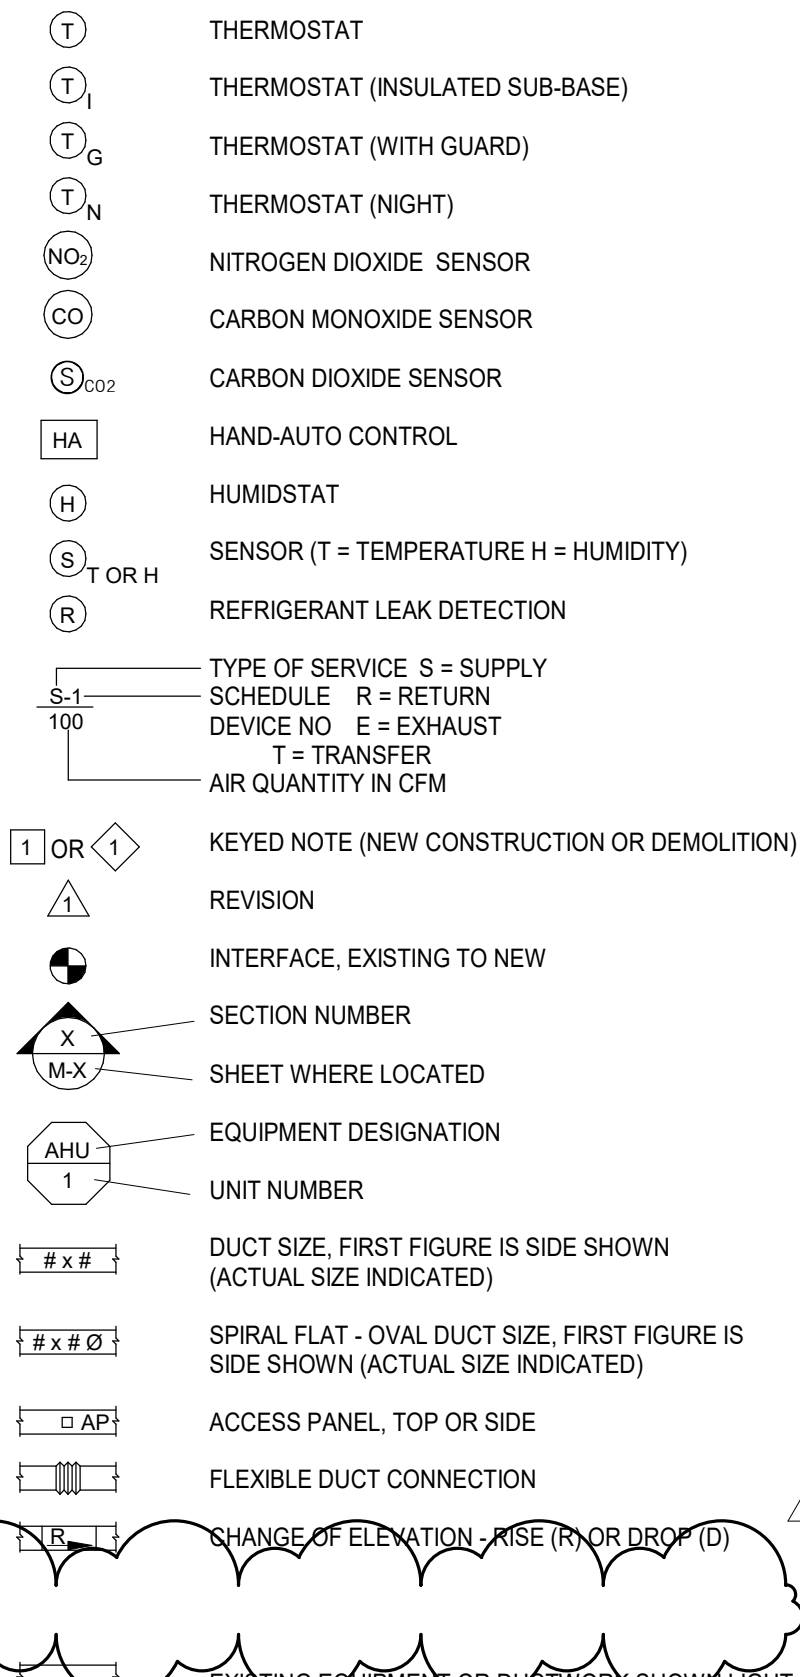 T THERMOSTAT
T I THERMOSTAT (INSULATED SUB-BASE)
T G THERMOSTAT (WITH GUARD)
T N THERMOSTAT (NIGHT)
NO2 NITROGEN DIOXIDE SENSOR
CO CARBON MONOXIDE SENSOR
S CO2 CARBON DIOXIDE SENSOR
HA HAND-AUTO CONTROL
H HUMIDSTAT
S T OR H SENSOR (T = TEMPERATURE H = HUMIDITY)
R REFRIGERANT LEAK DETECTION
TYPE OF SERVICE S = SUPPLY
S-1 SCHEDULE R = RETURN
100 DEVICE NO E = EXHAUST
T = TRANSFER
AIR QUANTITY IN CFM
1 OR 1 KEYED NOTE (NEW CONSTRUCTION OR DEMOLITION)
1 REVISION
INTERFACE, EXISTING TO NEW
X SECTION NUMBER
M-X SHEET WHERE LOCATED
AHU EQUIPMENT DESIGNATION
1 UNIT NUMBER
# x # DUCT SIZE, FIRST FIGURE IS SIDE SHOWN
(ACTUAL SIZE INDICATED)
# x # Ø SPIRAL FLAT - OVAL DUCT SIZE, FIRST FIGURE IS
SIDE SHOWN (ACTUAL SIZE INDICATED)
AP ACCESS PANEL, TOP OR SIDE
FLEXIBLE DUCT CONNECTION
R CHANGE OF ELEVATION - RISE (R) OR DROP (D)
EXISTING EQUIPMENT OR DUCTWORK SHOWN LIGHT